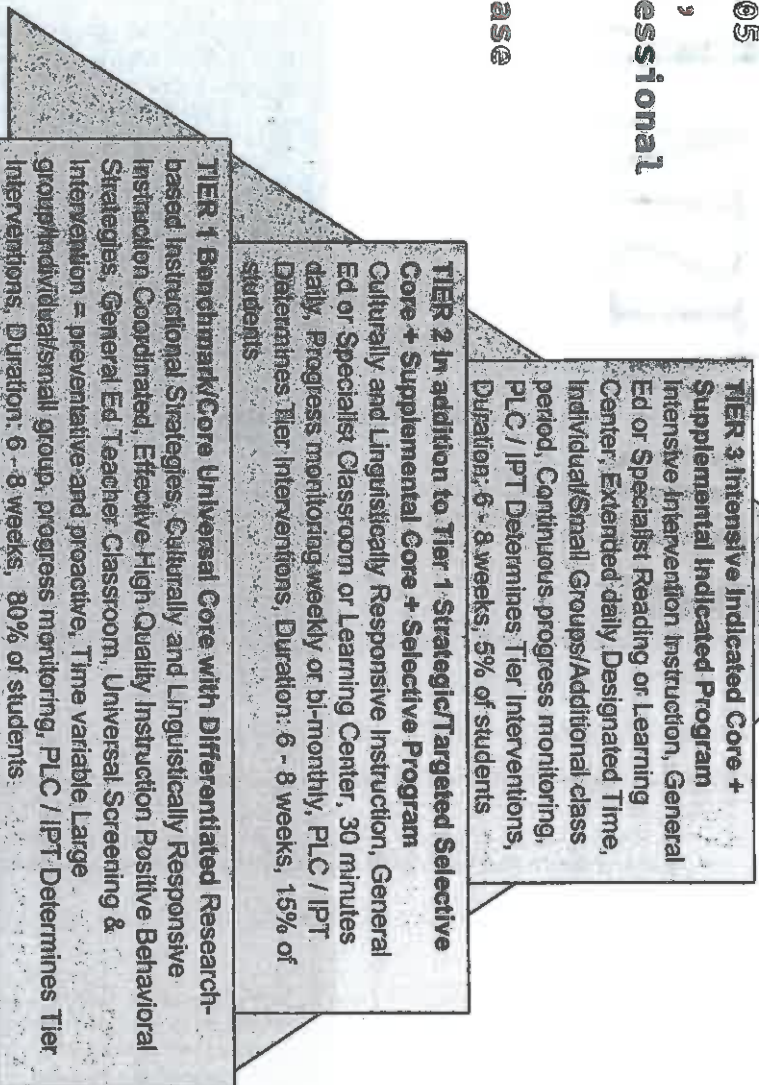 05
,
essional
ase
TIER 3 Intensive Indicated Core +
Supplemental Indicated Program
Intensive Intervention Instruction, General
Ed or Specialist Reading or Learning
Center, Extended daily Designated Time,
Individual/Small Groups/Additional class
period, Continuous progress monitoring,
PLC / IPT Determines Tier Interventions,
Duration: 6 - 8 weeks, 5% of students
TIER 2 In addition to Tier 1 Strategic/Targeted Selective
Core + Supplemental Core + Selective Program
Culturally and Linguistically Responsive Instruction, General
Ed or Specialist Classroom or Learning Center, 30 minutes
daily, Progress monitoring weekly or bi-monthly, PLC / IPT
Determines Tier Interventions, Duration: 6 - 8 weeks, 15% of
students
TIER 1 Benchmark/Core Universal Core with Differentiated Research-
based Instructional Strategies, Culturally and Linguistically Responsive
Instruction Coordinated, Effective-High Quality Instruction Positive Behavioral
Strategies, General Ed Teacher Classroom, Universal Screening &
Intervention = preventative and proactive, Time variable Large
group/individual/small group, progress monitoring, PLC / IPT Determines Tier
Interventions, Duration: 6 - 8 weeks, 80% of students